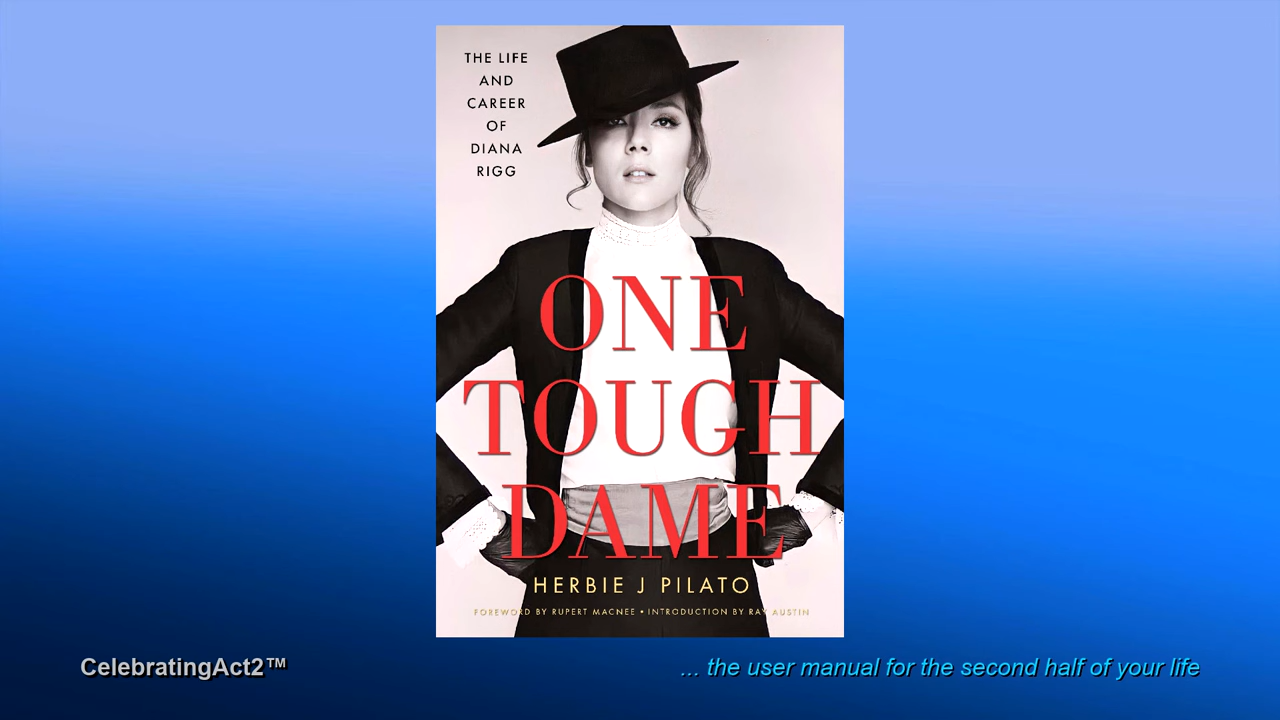 THE LIFE
AND
CAREER
OF
DIANA
RIGG
ONE
TOUGH
DAME
HERBIE J PILATO
FOREWORD BY RUPERT MACNEE • INTRODUCTION BY RAY AUSTIN
CelebratingAct2™
... the user manual for the second half of your life